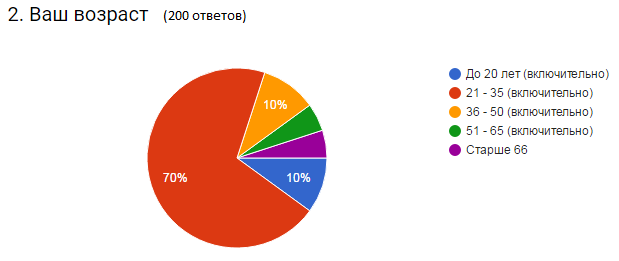 2. Ваш возраст (200 ответов)
До 20 лет (включительно)
21 - 35 (включительно)
36 - 50 (включительно)
51 - 65 (включительно)
Старше 66
10%
70%
10%